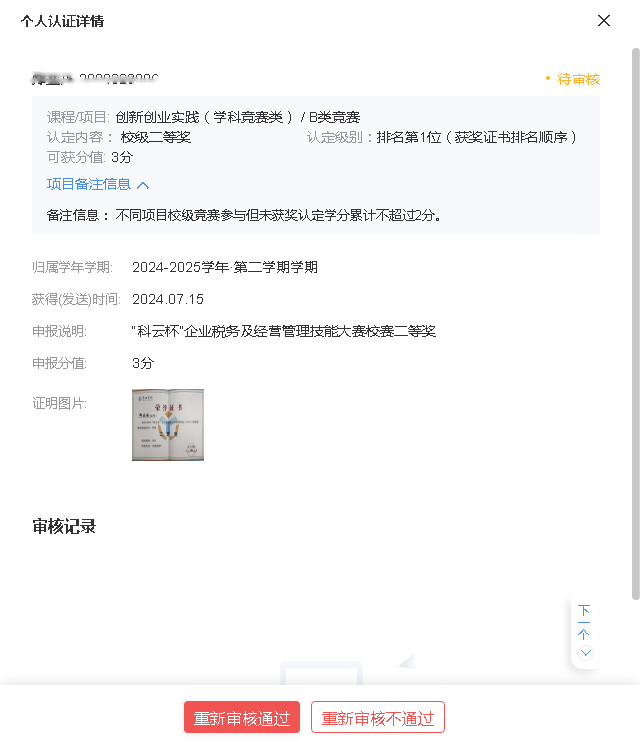 个人认证详情
待审核
课程/项目: 创新创业实践（学科竞赛类） / B类竞赛
认定内容： 校级二等奖 认定级别：排名第1位（获奖证书排名顺序）
可获分值: 3分
项目备注信息
备注信息： 不同项目校级竞赛参与但未获奖认定学分累计不超过2分。
归属学年学期: 2024-2025学年·第二学期学期
获得(发送)时间: 2024.07.15
申报说明: "科云杯"企业税务及经营管理技能大赛校赛二等奖
申报分值: 3分
证明图片:
荣誉证书
审核记录
下一个
重新审核通过 重新审核不通过